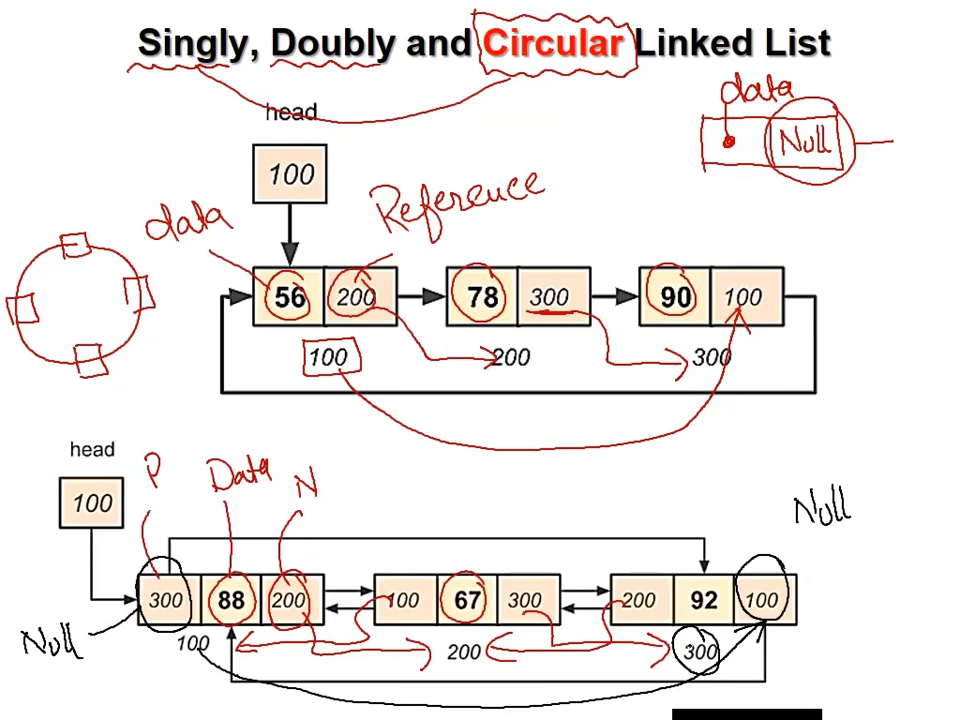 Singly, Doubly and Circular Linked List
data
Null
head
100
data
Reference
56 200 78 300 90 100
100 200 300
head
100
P Data N
Null
300 88 200 100 67 300 200 92 100
Null
100 200 300